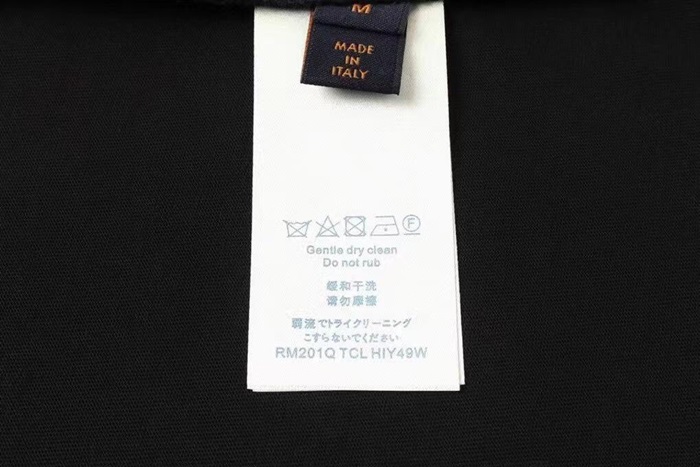 M
MADE
IN
ITALY
F
Gentle dry clean
Do not rub
缓和干洗
请勿摩擦
弱流でトライクリーニング
こすらないでください
RM201Q TCL HIY49W